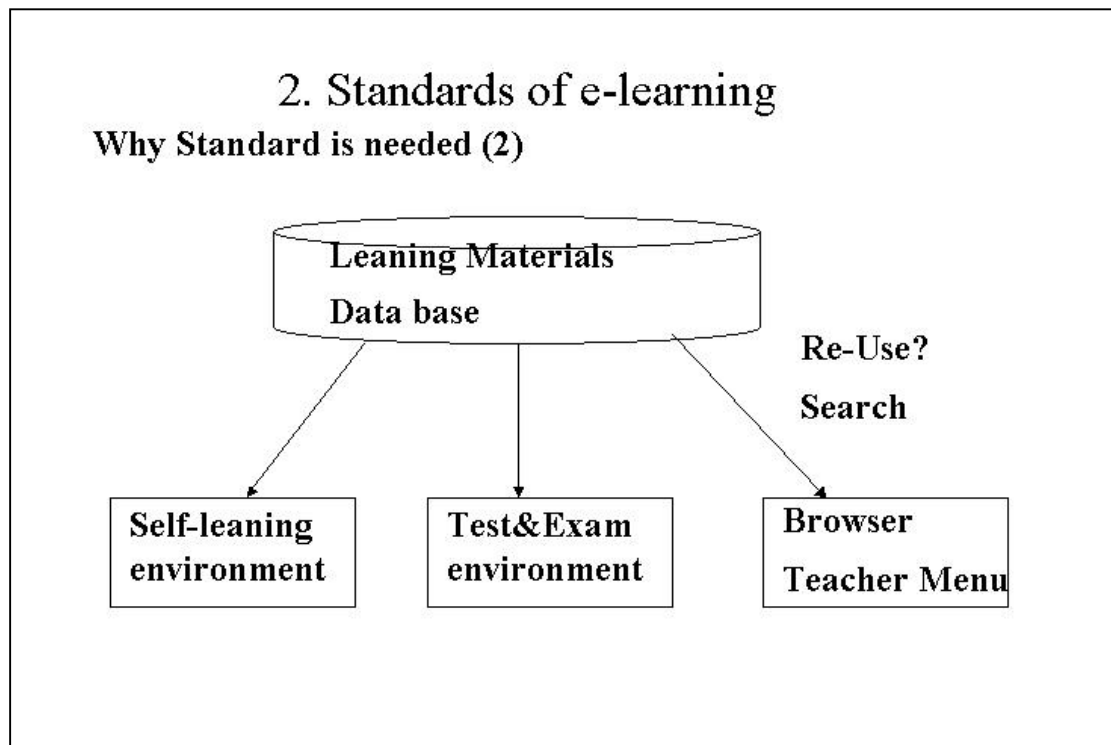 2. Standards of e-learning
Why Standard is needed (2)
Leaning Materials
Data base
Re-Use?
Search
Self-leaning
environment
Test&Exam
environment
Browser
Teacher Menu